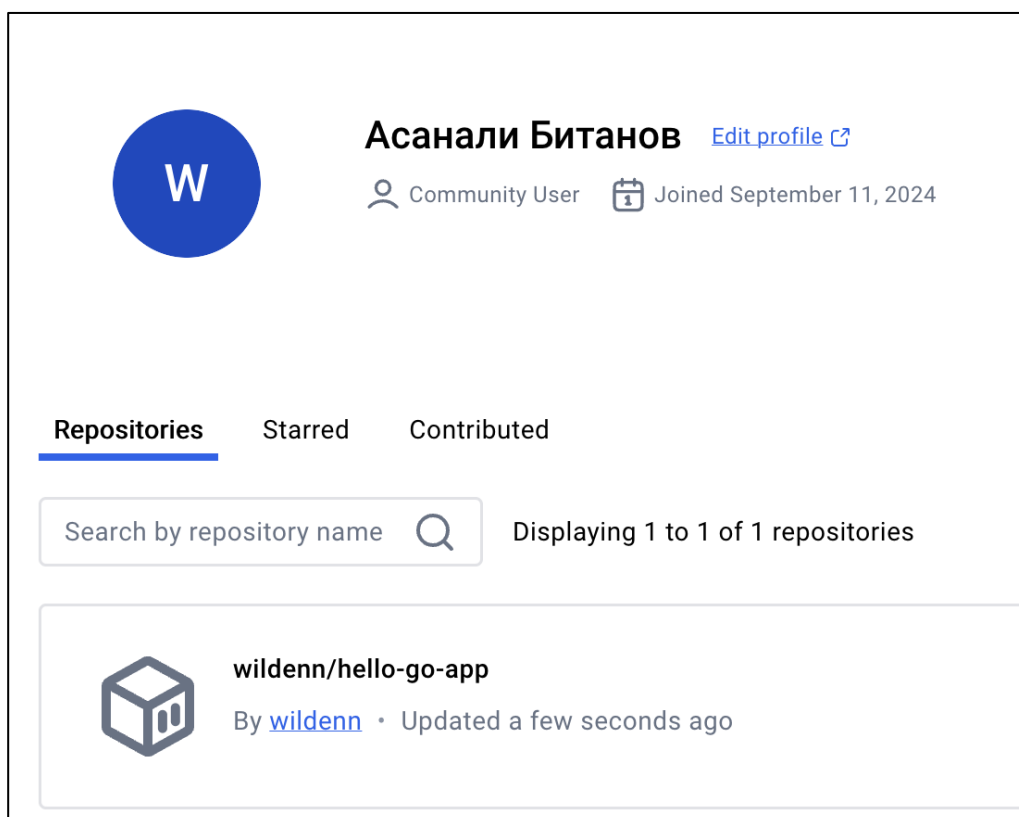 W
Асанали Битанов Edit profile
Community User 1 Joined September 11, 2024
Repositories Starred Contributed
Search by repository name Displaying 1 to 1 of 1 repositories
wildenn/hello-go-app
By wildenn • Updated a few seconds ago